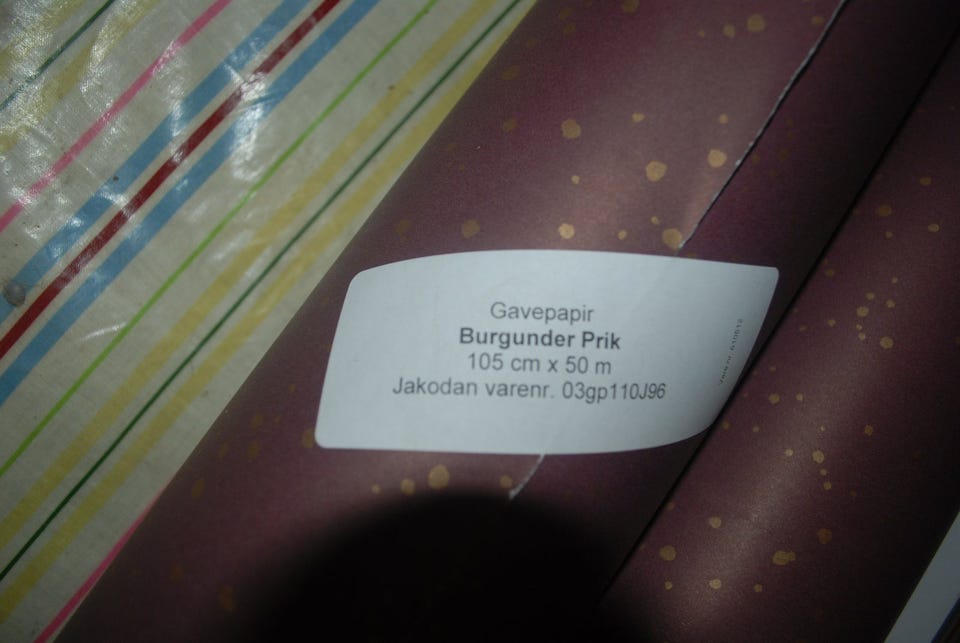 Gavepapir
Burgunder Prik
105 cm x 50 m
Jakodan varenr. 03gp110J96